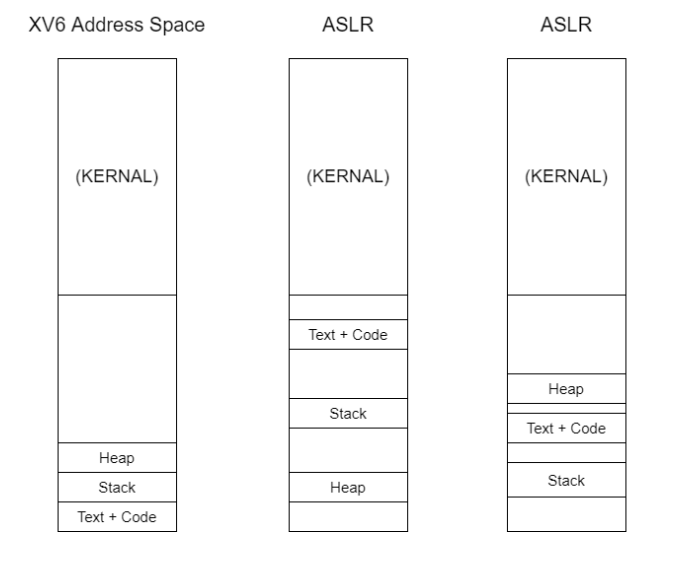 XV6 Address Space
ASLR
ASLR
(KERNAL)
(KERNAL)
(KERNAL)
Heap
Stack
Text + Code
Text + Code
Stack
Heap
Heap
Text + Code
Stack